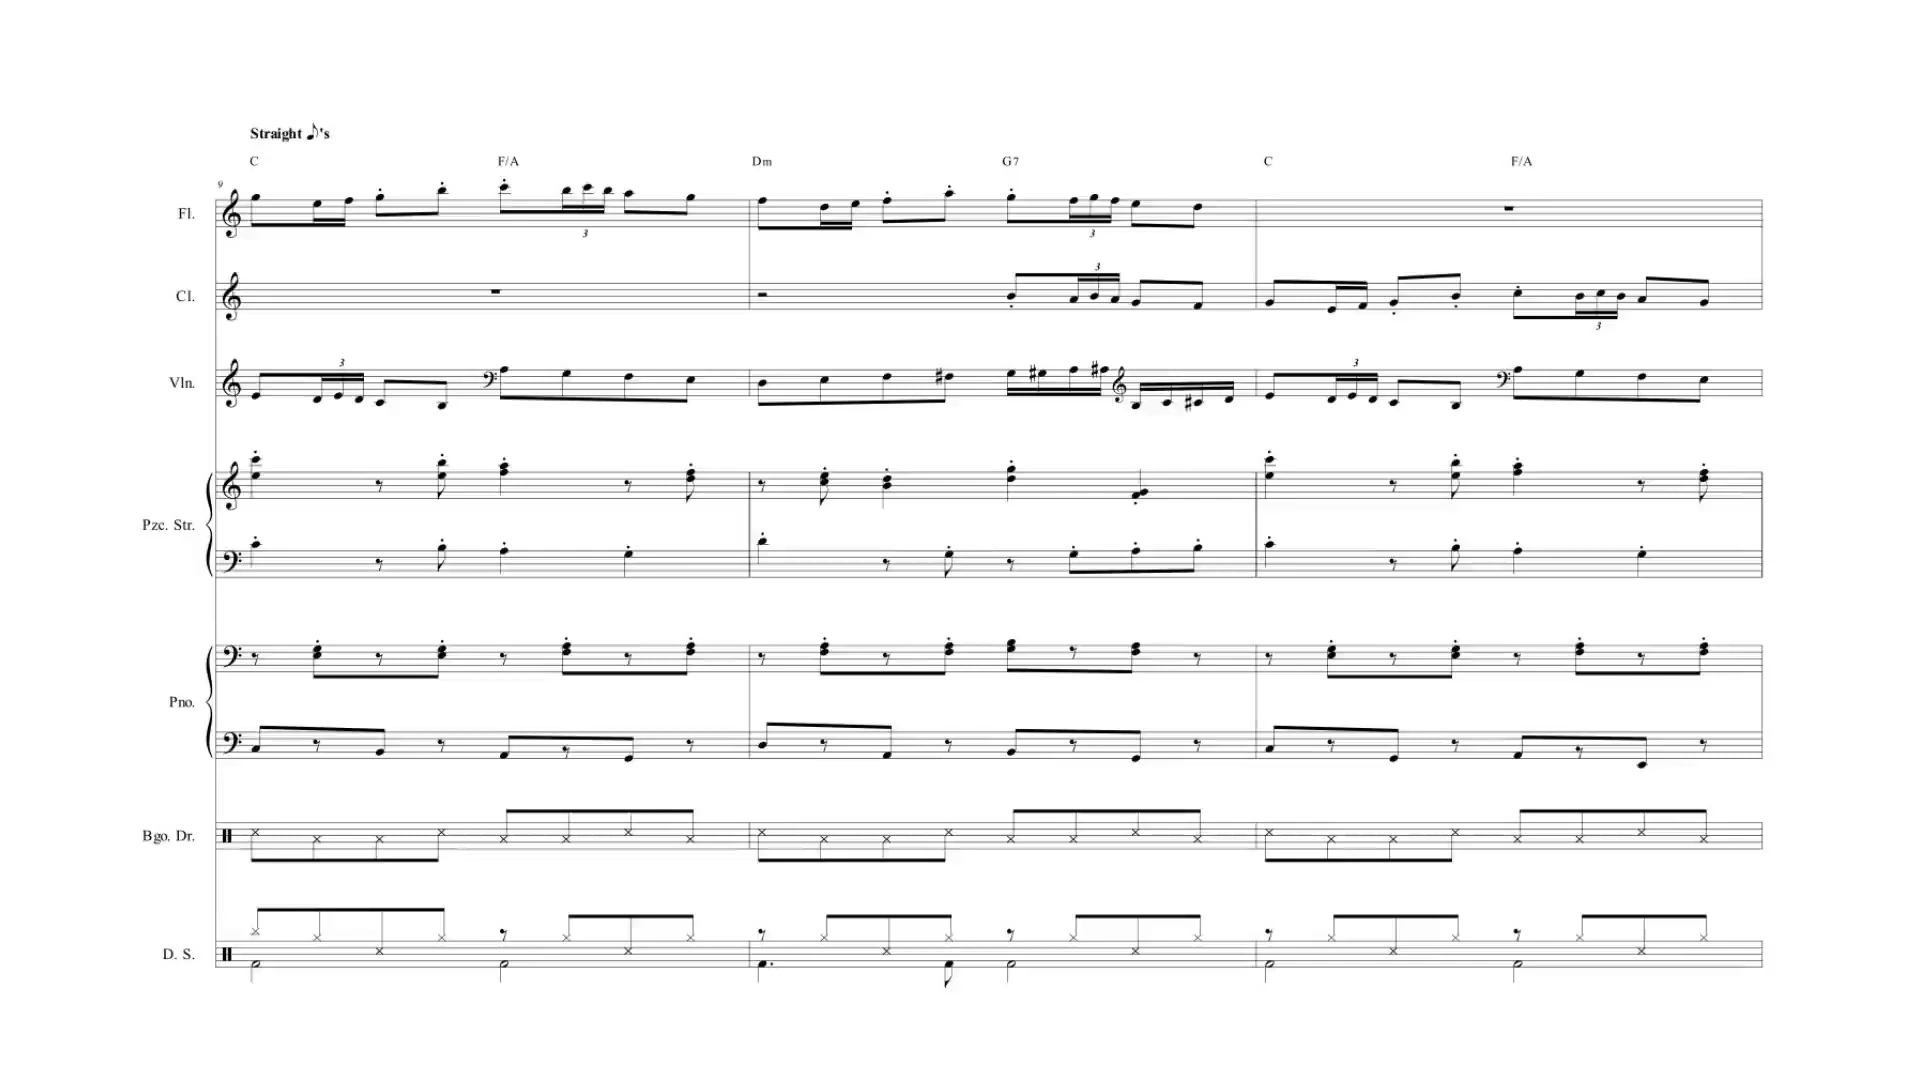 Straight ♪'s
C F/A Dm G7 C F/A
9
Fl.
3 3
Cl.
3 3
Vln.
3 3
Pzc. Str.
Pno.
Bgo. Dr.
D. S.